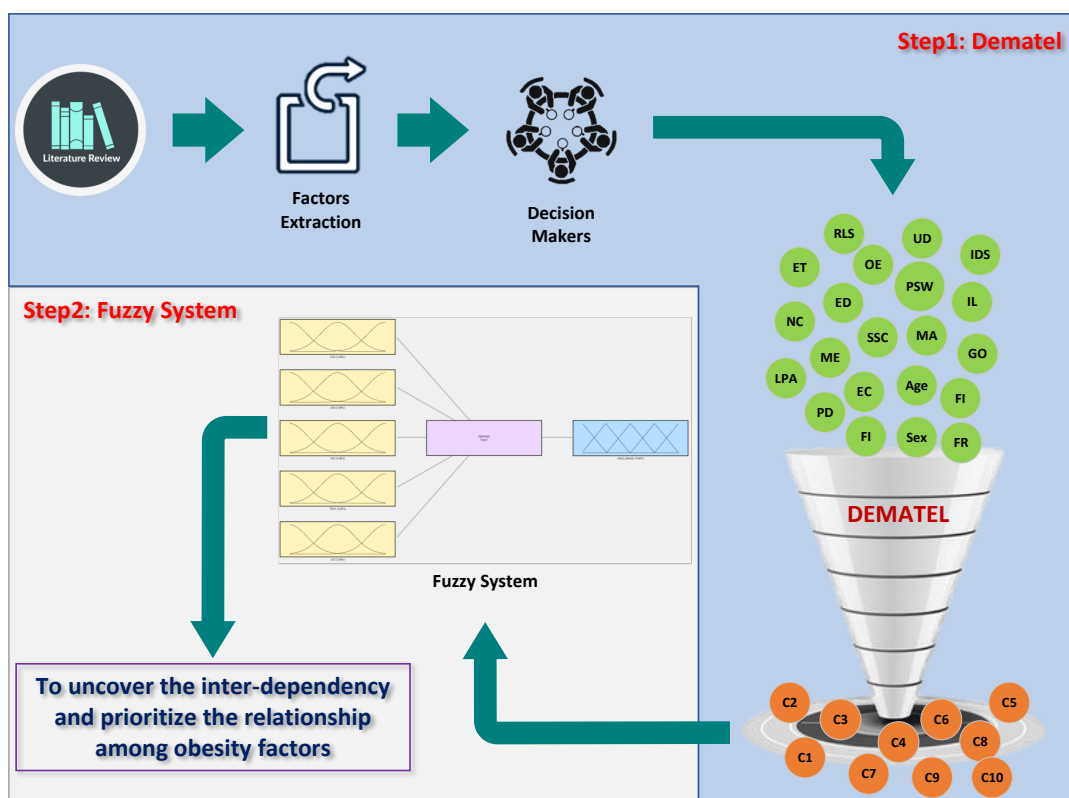 Step1: Dematel
Literature Review
Factors
Extraction
Decision
Makers
RLS
UD
IDS
ET
OE
PSW
IL
ED
NC
SSC
MA
ME
GO
LPA
EC
Age
FI
PD
FI
Sex
FR
DEMATEL
C2
C5
C3
C6
C4
C8
C1
C7
C9
C10
Step2: Fuzzy System
Fuzzy System
To uncover the inter-dependency
and prioritize the relationship
among obesity factors